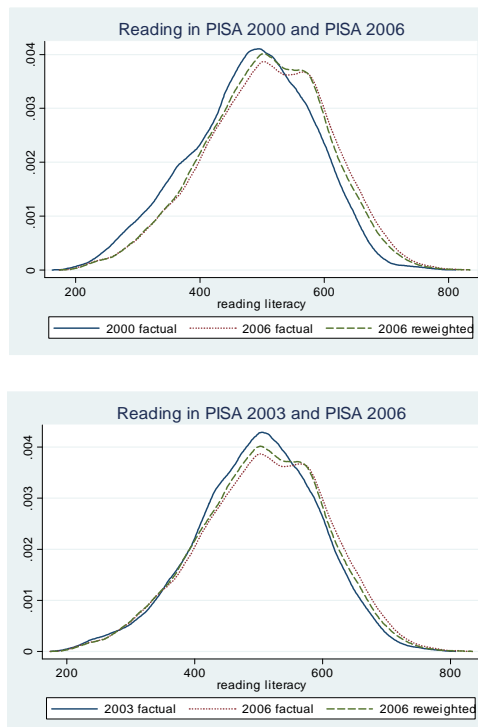 Reading in PISA 2000 and PISA 2006
.004
.003
.002
.001
0
200 400 600 800
reading literacy
2000 factual 2006 factual 2006 reweighted
Reading in PISA 2003 and PISA 2006
.004
.003
.002
.001
0
200 400 600 800
reading literacy
2003 factual 2006 factual 2006 reweighted